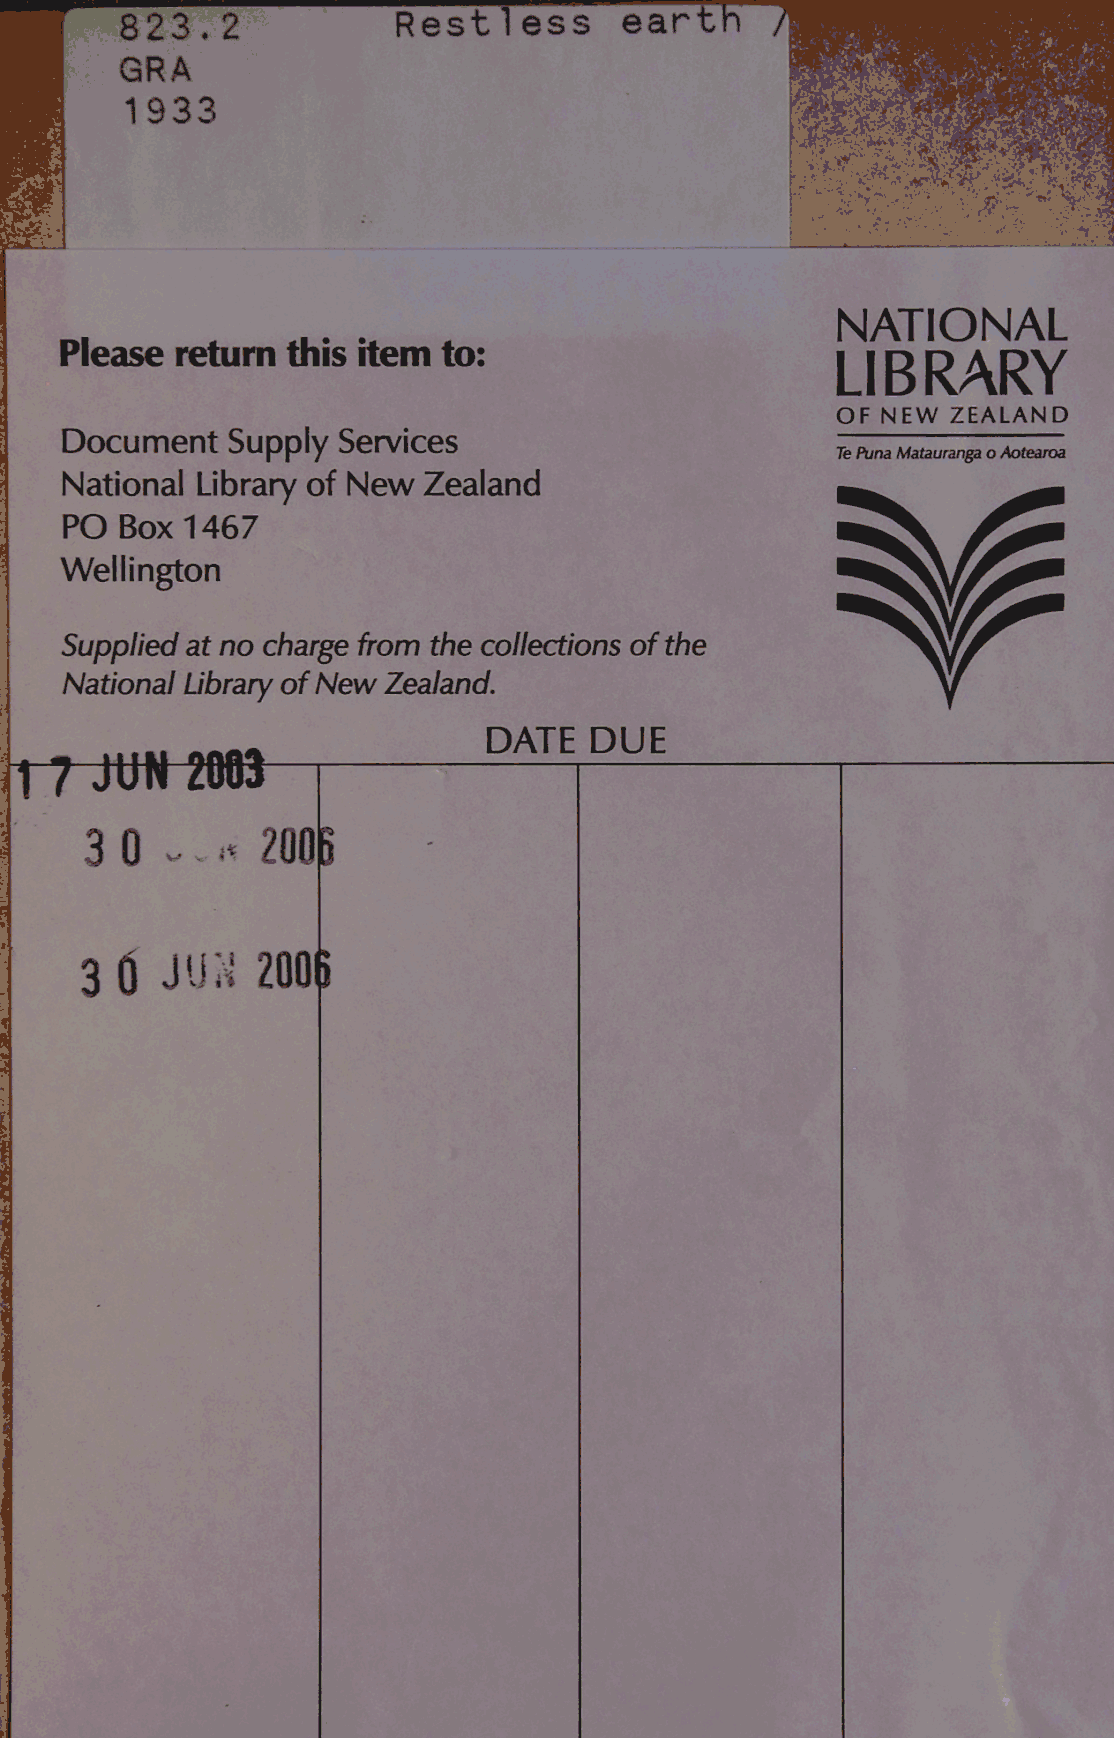 823.2 Restless earth /
GRA
1933
NATIONAL
LIBRARY
OF NEW ZEALAND
Te Puna Matauranga o Aotearoa
Please return this item to:
Document Supply Services
National Library of New Zealand
PO Box 1467
Wellington
Supplied at no charge from the collections of the
National Library of New Zealand.
DATE DUE
17 JUN 2003
30 2006
30 JUN 2006